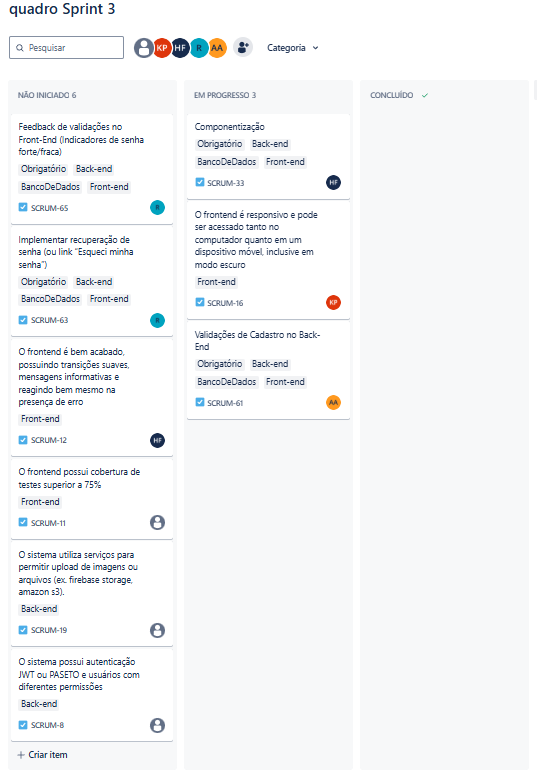 quadro Sprint 3
Pesquisar
KP HF R AA
Categoria
NÃO INICIADO 6
Feedback de validações no
Front-End (Indicadores de senha
forte/fraca)
Obrigatório Back-end
BancoDeDados Front-end
SCRUM-65 R
Implementar recuperação de
senha (ou link "Esqueci minha
senha")
Obrigatório Back-end
BancoDeDados Front-end
SCRUM-63 R
O frontend é bem acabado,
possuindo transições suaves,
mensagens informativas e
reagindo bem mesmo na
presença de erro
Front-end
SCRUM-12 HF
O frontend possui cobertura de
testes superior a 75%
Front-end
SCRUM-11
O sistema utiliza serviços para
permitir upload de imagens ou
arquivos (ex. firebase storage,
amazon s3).
Back-end
SCRUM-19
O sistema possui autenticação
JWT ou PASETO e usuários com
diferentes permissões
Back-end
SCRUM-8
+ Criar item
EM PROGRESSO 3
Componentização
Obrigatório Back-end
BancoDeDados Front-end
SCRUM-33 HF
O frontend é responsivo e pode
ser acessado tanto no
computador quanto em um
dispositivo móvel, inclusive em
modo escuro
Front-end
SCRUM-16 KP
Validações de Cadastro no Back-
End
Obrigatório Back-end
BancoDeDados Front-end
SCRUM-61 AA
CONCLUÍDO